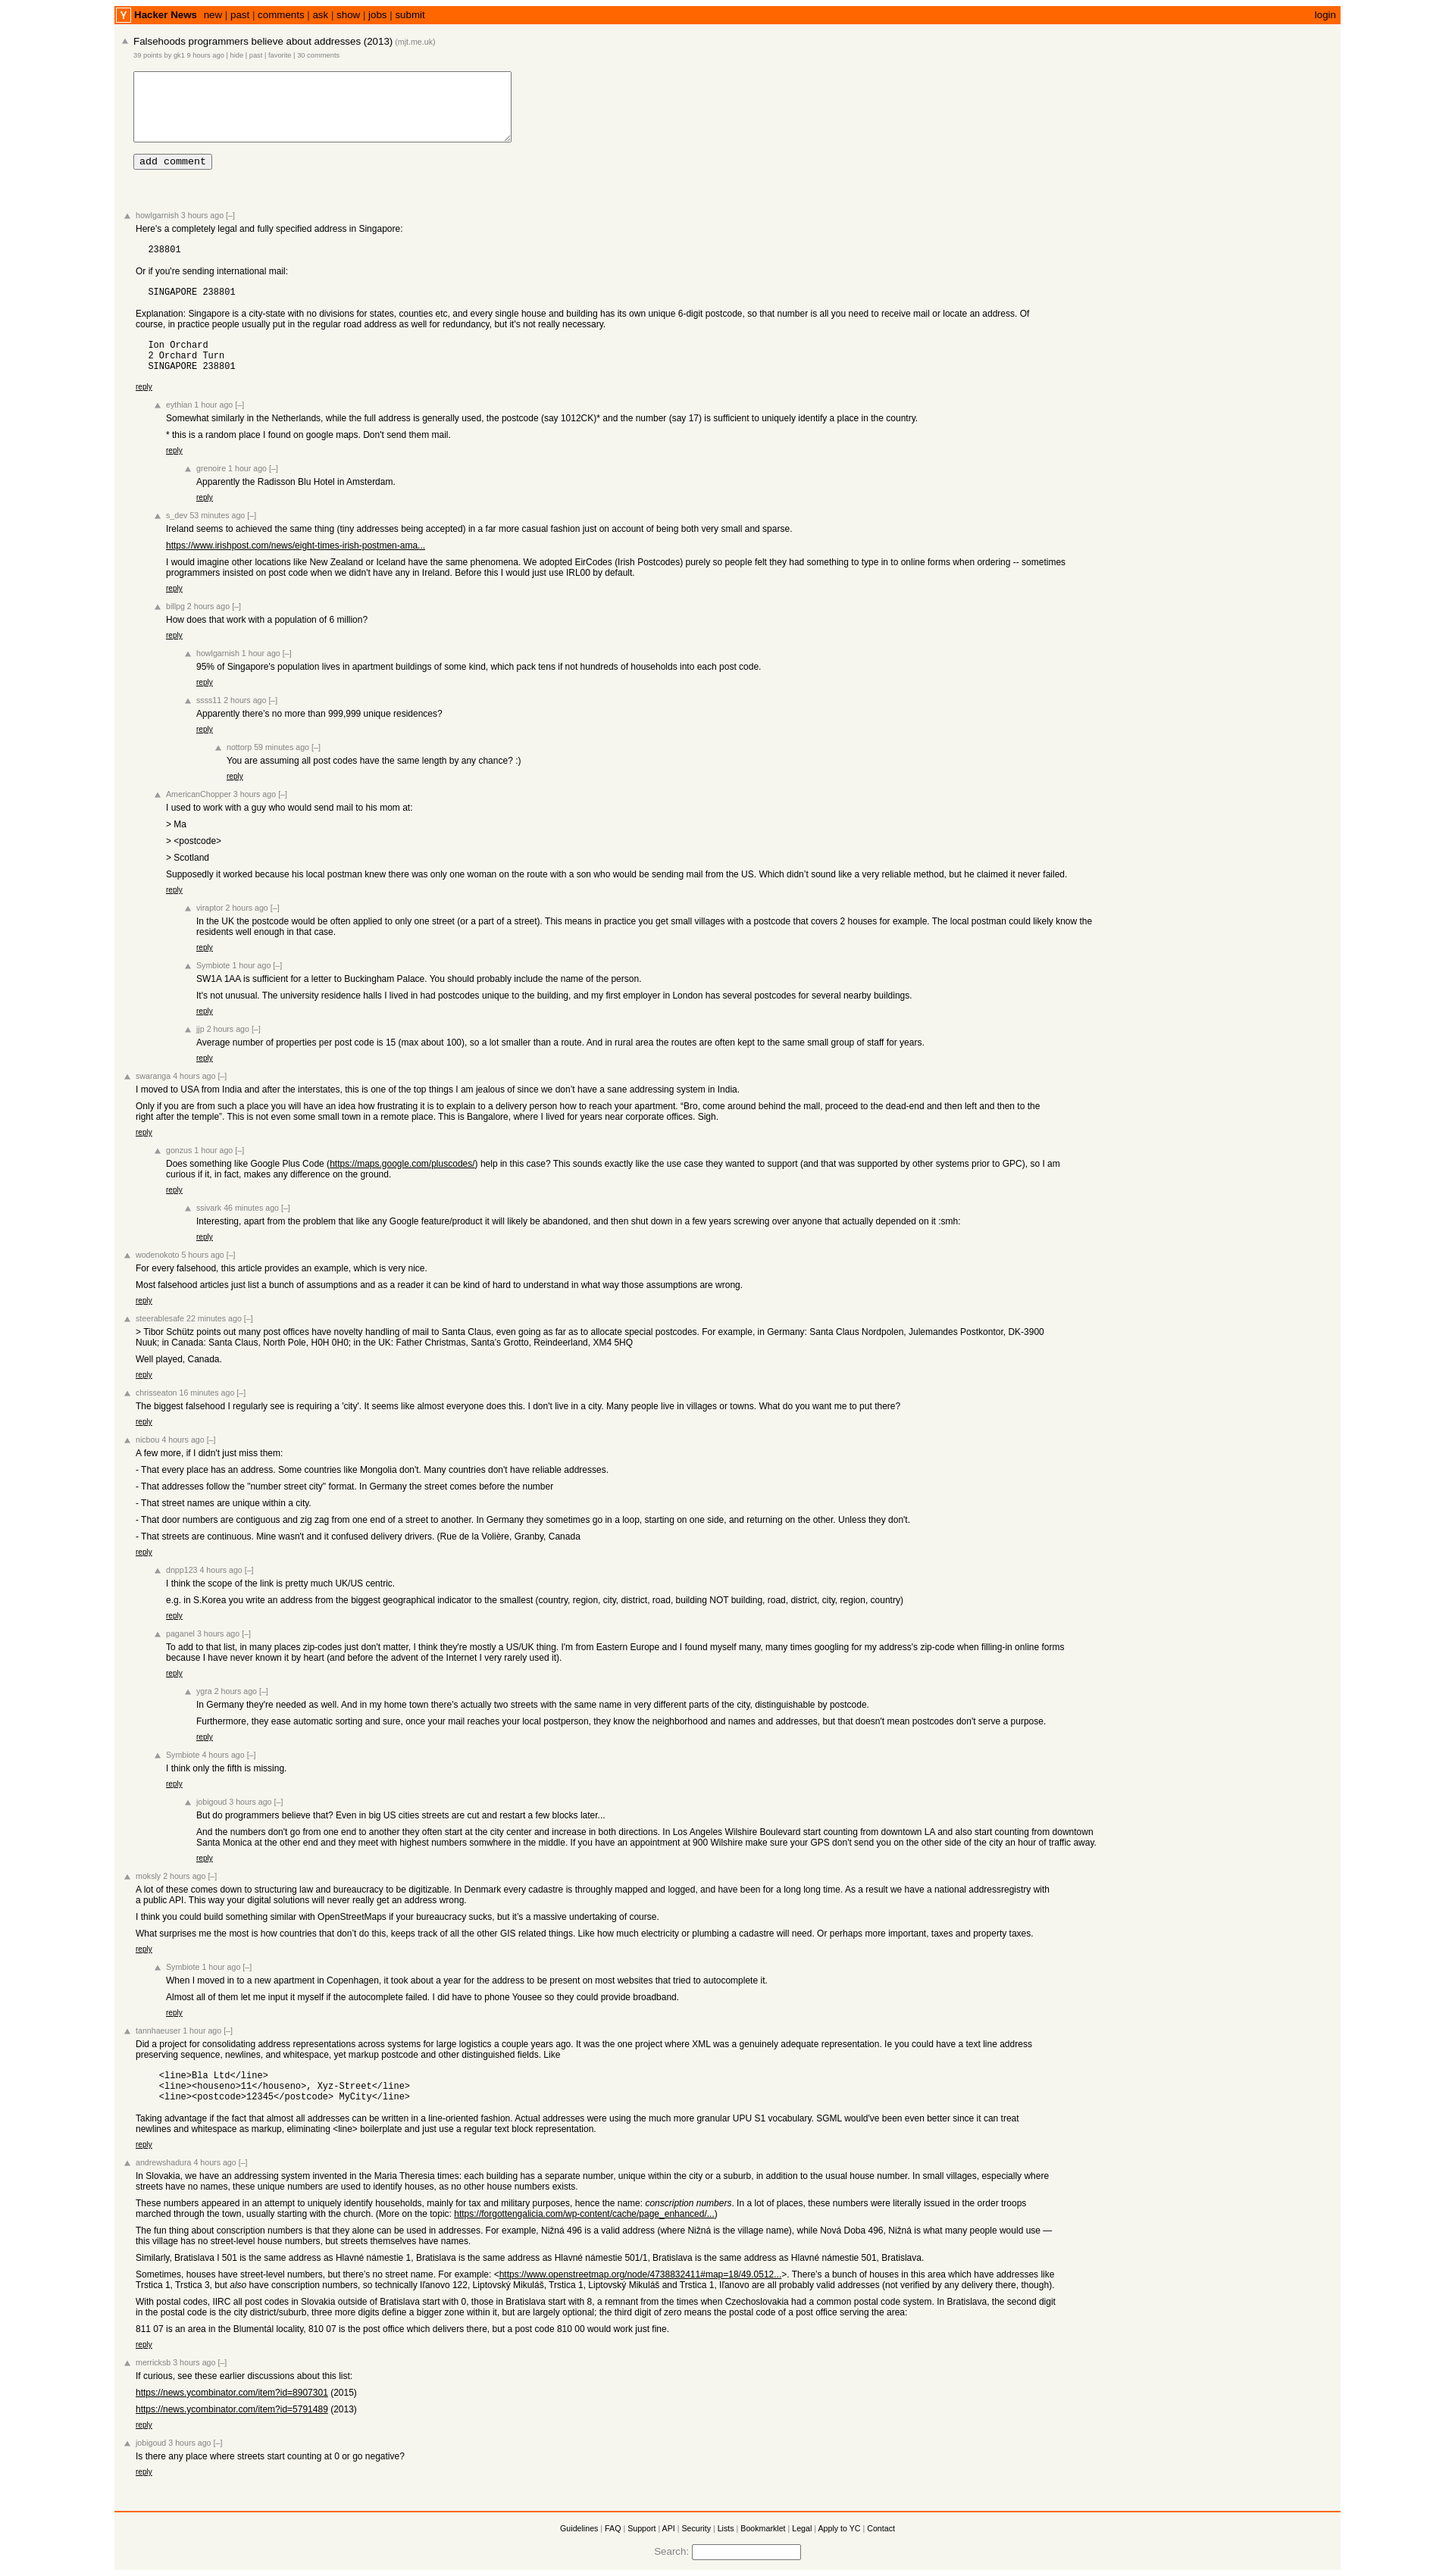 Y Hacker News new | past | comments | ask | show | jobs | submit login
Falsehoods programmers believe about addresses (2013) (mjt.me.uk)
39 points by gk1 9 hours ago | hide | past | favorite | 30 comments
add comment
howlgarnish 3 hours ago [–]
Here's a completely legal and fully specified address in Singapore:
238801
Or if you're sending international mail:
SINGAPORE 238801
Explanation: Singapore is a city-state with no divisions for states, counties etc, and every single house and building has its own unique 6-digit postcode, so that number is all you need to receive mail or locate an address. Of
course, in practice people usually put in the regular road address as well for redundancy, but it's not really necessary.
Ion Orchard
2 Orchard Turn
SINGAPORE 238801
reply
eythian 1 hour ago [–]
Somewhat similarly in the Netherlands, while the full address is generally used, the postcode (say 1012CK)* and the number (say 17) is sufficient to uniquely identify a place in the country.
* this is a random place I found on google maps. Don't send them mail.
reply
grenoire 1 hour ago [–]
Apparently the Radisson Blu Hotel in Amsterdam.
reply
s_dev 53 minutes ago [–]
Ireland seems to achieved the same thing (tiny addresses being accepted) in a far more casual fashion just on account of being both very small and sparse.
https://www.irishpost.com/news/eight-times-irish-postmen-ama...
I would imagine other locations like New Zealand or Iceland have the same phenomena. We adopted EirCodes (Irish Postcodes) purely so people felt they had something to type in to online forms when ordering -- sometimes
programmers insisted on post code when we didn't have any in Ireland. Before this I would just use IRL00 by default.
reply
billpg 2 hours ago [–]
How does that work with a population of 6 million?
reply
howlgarnish 1 hour ago [–]
95% of Singapore's population lives in apartment buildings of some kind, which pack tens if not hundreds of households into each post code.
reply
ssss11 2 hours ago [–]
Apparently there's no more than 999,999 unique residences?
reply
nottorp 59 minutes ago [–]
You are assuming all post codes have the same length by any chance? :)
reply
AmericanChopper 3 hours ago [–]
I used to work with a guy who would send mail to his mom at:
> Ma
> <postcode>
> Scotland
Supposedly it worked because his local postman knew there was only one woman on the route with a son who would be sending mail from the US. Which didn't sound like a very reliable method, but he claimed it never failed.
reply
viraptor 2 hours ago [–]
In the UK the postcode would be often applied to only one street (or a part of a street). This means in practice you get small villages with a postcode that covers 2 houses for example. The local postman could likely know the
residents well enough in that case.
reply
Symbiote 1 hour ago [–]
SW1A 1AA is sufficient for a letter to Buckingham Palace. You should probably include the name of the person.
It's not unusual. The university residence halls I lived in had postcodes unique to the building, and my first employer in London has several postcodes for several nearby buildings.
reply
jjp 2 hours ago [–]
Average number of properties per post code is 15 (max about 100), so a lot smaller than a route. And in rural area the routes are often kept to the same small group of staff for years.
reply
swaranga 4 hours ago [–]
I moved to USA from India and after the interstates, this is one of the top things I am jealous of since we don't have a sane addressing system in India.
Only if you are from such a place you will have an idea how frustrating it is to explain to a delivery person how to reach your apartment. “Bro, come around behind the mall, proceed to the dead-end and then left and then to the
right after the temple”. This is not even some small town in a remote place. This is Bangalore, where I lived for years near corporate offices. Sigh.
reply
gonzus 1 hour ago [–]
Does something like Google Plus Code (https://maps.google.com/pluscodes/) help in this case? This sounds exactly like the use case they wanted to support (and that was supported by other systems prior to GPC), so I am
curious if it, in fact, makes any difference on the ground.
reply
ssivark 46 minutes ago [–]
Interesting, apart from the problem that like any Google feature/product it will likely be abandoned, and then shut down in a few years screwing over anyone that actually depended on it :smh:
reply
wodenokoto 5 hours ago [–]
For every falsehood, this article provides an example, which is very nice.
Most falsehood articles just list a bunch of assumptions and as a reader it can be kind of hard to understand in what way those assumptions are wrong.
reply
steerablesafe 22 minutes ago [–]
> Tibor Schütz points out many post offices have novelty handling of mail to Santa Claus, even going as far as to allocate special postcodes. For example, in Germany: Santa Claus Nordpolen, Julemandes Postkontor, DK-3900
Nuuk; in Canada: Santa Claus, North Pole, H0H 0H0; in the UK: Father Christmas, Santa's Grotto, Reindeerland, XM4 5HQ
Well played, Canada.
reply
chrisseaton 16 minutes ago [–]
The biggest falsehood I regularly see is requiring a 'city'. It seems like almost everyone does this. I don't live in a city. Many people live in villages or towns. What do you want me to put there?
reply
nicbou 4 hours ago [–]
A few more, if I didn't just miss them:
- That every place has an address. Some countries like Mongolia don't. Many countries don't have reliable addresses.
- That addresses follow the "number street city" format. In Germany the street comes before the number
- That street names are unique within a city.
- That door numbers are contiguous and zig zag from one end of a street to another. In Germany they sometimes go in a loop, starting on one side, and returning on the other. Unless they don't.
- That streets are continuous. Mine wasn't and it confused delivery drivers. (Rue de la Volière, Granby, Canada
reply
dnpp123 4 hours ago [–]
I think the scope of the link is pretty much UK/US centric.
e.g. in S.Korea you write an address from the biggest geographical indicator to the smallest (country, region, city, district, road, building NOT building, road, district, city, region, country)
reply
paganel 3 hours ago [–]
To add to that list, in many places zip-codes just don't matter, I think they're mostly a US/UK thing. I'm from Eastern Europe and I found myself many, many times googling for my address's zip-code when filling-in online forms
because I have never known it by heart (and before the advent of the Internet I very rarely used it).
reply
ygra 2 hours ago [–]
In Germany they're needed as well. And in my home town there's actually two streets with the same name in very different parts of the city, distinguishable by postcode.
Furthermore, they ease automatic sorting and sure, once your mail reaches your local postperson, they know the neighborhood and names and addresses, but that doesn't mean postcodes don't serve a purpose.
reply
Symbiote 4 hours ago [–]
I think only the fifth is missing.
reply
jobigoud 3 hours ago [–]
But do programmers believe that? Even in big US cities streets are cut and restart a few blocks later...
And the numbers don't go from one end to another they often start at the city center and increase in both directions. In Los Angeles Wilshire Boulevard start counting from downtown LA and also start counting from downtown
Santa Monica at the other end and they meet with highest numbers somwhere in the middle. If you have an appointment at 900 Wilshire make sure your GPS don't send you on the other side of the city an hour of traffic away.
reply
moksly 2 hours ago [–]
A lot of these comes down to structuring law and bureaucracy to be digitizable. In Denmark every cadastre is throughly mapped and logged, and have been for a long long time. As a result we have a national addressregistry with
a public API. This way your digital solutions will never really get an address wrong.
I think you could build something similar with OpenStreetMaps if your bureaucracy sucks, but it's a massive undertaking of course.
What surprises me the most is how countries that don't do this, keeps track of all the other GIS related things. Like how much electricity or plumbing a cadastre will need. Or perhaps more important, taxes and property taxes.
reply
Symbiote 1 hour ago [–]
When I moved in to a new apartment in Copenhagen, it took about a year for the address to be present on most websites that tried to autocomplete it.
Almost all of them let me input it myself if the autocomplete failed. I did have to phone Yousee so they could provide broadband.
reply
tannhaeuser 1 hour ago [–]
Did a project for consolidating address representations across systems for large logistics a couple years ago. It was the one project where XML was a genuinely adequate representation. Ie you could have a text line address
preserving sequence, newlines, and whitespace, yet markup postcode and other distinguished fields. Like
<line>Bla Ltd</line>
<line><houseno>11</houseno>, Xyz-Street</line>
<line><postcode>12345</postcode> MyCity</line>
Taking advantage if the fact that almost all addresses can be written in a line-oriented fashion. Actual addresses were using the much more granular UPU S1 vocabulary. SGML would've been even better since it can treat
newlines and whitespace as markup, eliminating <line> boilerplate and just use a regular text block representation.
reply
andrewshadura 4 hours ago [–]
In Slovakia, we have an addressing system invented in the Maria Theresia times: each building has a separate number, unique within the city or a suburb, in addition to the usual house number. In small villages, especially where
streets have no names, these unique numbers are used to identify houses, as no other house numbers exists.
These numbers appeared in an attempt to uniquely identify households, mainly for tax and military purposes, hence the name: conscription numbers. In a lot of places, these numbers were literally issued in the order troops
marched through the town, usually starting with the church. (More on the topic: https://forgottengalicia.com/wp-content/cache/page_enhanced/...)
The fun thing about conscription numbers is that they alone can be used in addresses. For example, Nižná 496 is a valid address (where Nižná is the village name), while Nová Doba 496, Nižná is what many people would use —
this village has no street-level house numbers, but streets themselves have names.
Similarly, Bratislava I 501 is the same address as Hlavné námestie 1, Bratislava is the same address as Hlavné námestie 501/1, Bratislava is the same address as Hlavné námestie 501, Bratislava.
Sometimes, houses have street-level numbers, but there's no street name. For example: <https://www.openstreetmap.org/node/4738832411#map=18/49.0512...>. There's a bunch of houses in this area which have addresses like
Trstica 1, Trstica 3, but also have conscription numbers, so technically Iľanovo 122, Liptovský Mikuláš, Trstica 1, Liptovský Mikuláš and Trstica 1, Iľanovo are all probably valid addresses (not verified by any delivery there, though).
With postal codes, IIRC all post codes in Slovakia outside of Bratislava start with 0, those in Bratislava start with 8, a remnant from the times when Czechoslovakia had a common postal code system. In Bratislava, the second digit
in the postal code is the city district/suburb, three more digits define a bigger zone within it, but are largely optional; the third digit of zero means the postal code of a post office serving the area:
811 07 is an area in the Blumentál locality, 810 07 is the post office which delivers there, but a post code 810 00 would work just fine.
reply
merricksb 3 hours ago [–]
If curious, see these earlier discussions about this list:
https://news.ycombinator.com/item?id=8907301 (2015)
https://news.ycombinator.com/item?id=5791489 (2013)
reply
jobigoud 3 hours ago [–]
Is there any place where streets start counting at 0 or go negative?
reply
Guidelines | FAQ | Support | API | Security | Lists | Bookmarklet | Legal | Apply to YC | Contact
Search: